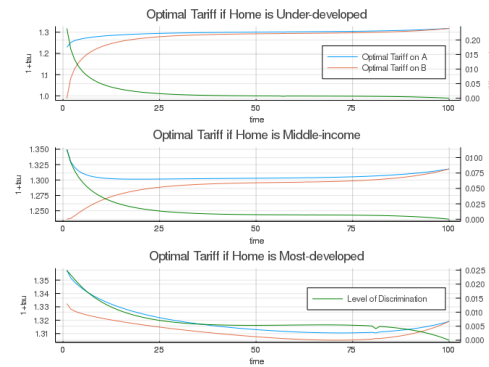 Optimal Tariff if Home is Under-developed
1.3
1.2
11
1.0
1+tau
0.20
0.15
0.10
0.05
0.00
Optimal Tariff on A
Optimal Tariff on B
0 25 50 75 100
time
Optimal Tariff if Home is Middle-income
1.350
1.325
1.300
1.275
1.250
1+tau
0100
0.075
0.050
0.025
0.000
0 25 50 75 100
time
Optimal Tariff if Home is Most-developed
1.35
1.34
1.33
1.32
1.31
1+tau
0.025
0.020
0.015
0.010
0.005
0.000
Level of Discrimination
0 25 50 75 100
time